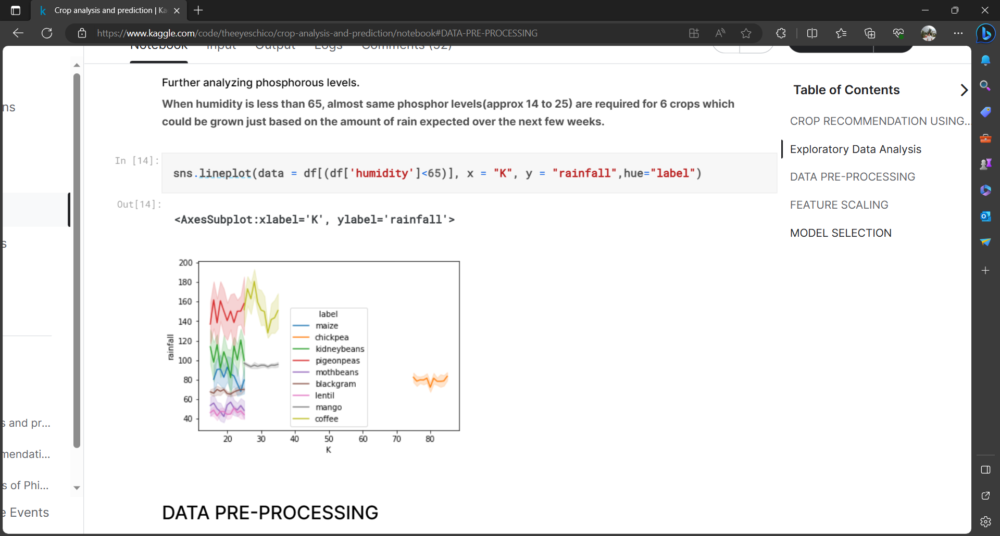 Crop analysis and prediction | Ka
https://www.kaggle.com/code/theeyeschico/crop-analysis-and-prediction/notebook#DATA-PRE-PROCESSING
Notebook
Input
Output
Logs
Comments (32)
ns
s
s and pr...
mendati...
s of Phi...
e Events
Further analyzing phosphorous levels.
When humidity is less than 65, almost same phosphor levels(approx 14 to 25) are required for 6 crops which
could be grown just based on the amount of rain expected over the next few weeks.
In [14]:
sns.lineplot(data = df[(df['humidity']<65)], x = "K", y = "rainfall",hue="label")
Out[14]:
<AxesSubplot:xlabel='K', ylabel='rainfall'>
200
180
160
140
120
100
80
60
40
rainfall
label
maize
chickpea
kidneybeans
pigeonpeas
mothbeans
blackgram
lentil
mango
coffee
20 30 40 50 60 70 80
K
DATA PRE-PROCESSING
Table of Contents
CROP RECOMMENDATION USING...
Exploratory Data Analysis
DATA PRE-PROCESSING
FEATURE SCALING
MODEL SELECTION